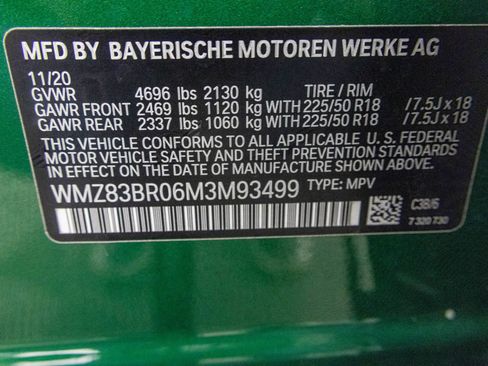 MFD BY BAYERISCHE MOTOREN WERKE AG
11/20
GVWR 4696 lbs 2130 kg TIRE / RIM
GAWR FRONT 2469 lbs 1120 kg WITH 225/50 R18 /7.5J x 18
GAWR REAR 2337 lbs 1060 kg WITH 225/50 R18 /7.5J x 18
THIS VEHICLE CONFORMS TO ALL APPLICABLE U. S. FEDERAL
MOTOR VEHICLE SAFETY AND THEFT PREVENTION STANDARDS
IN EFFECT ON THE DATE OF MANUFACTURE SHOWN ABOVE.
WMZ83BR06M3M93499 TYPE: MPV
C3B/6
7 320 730